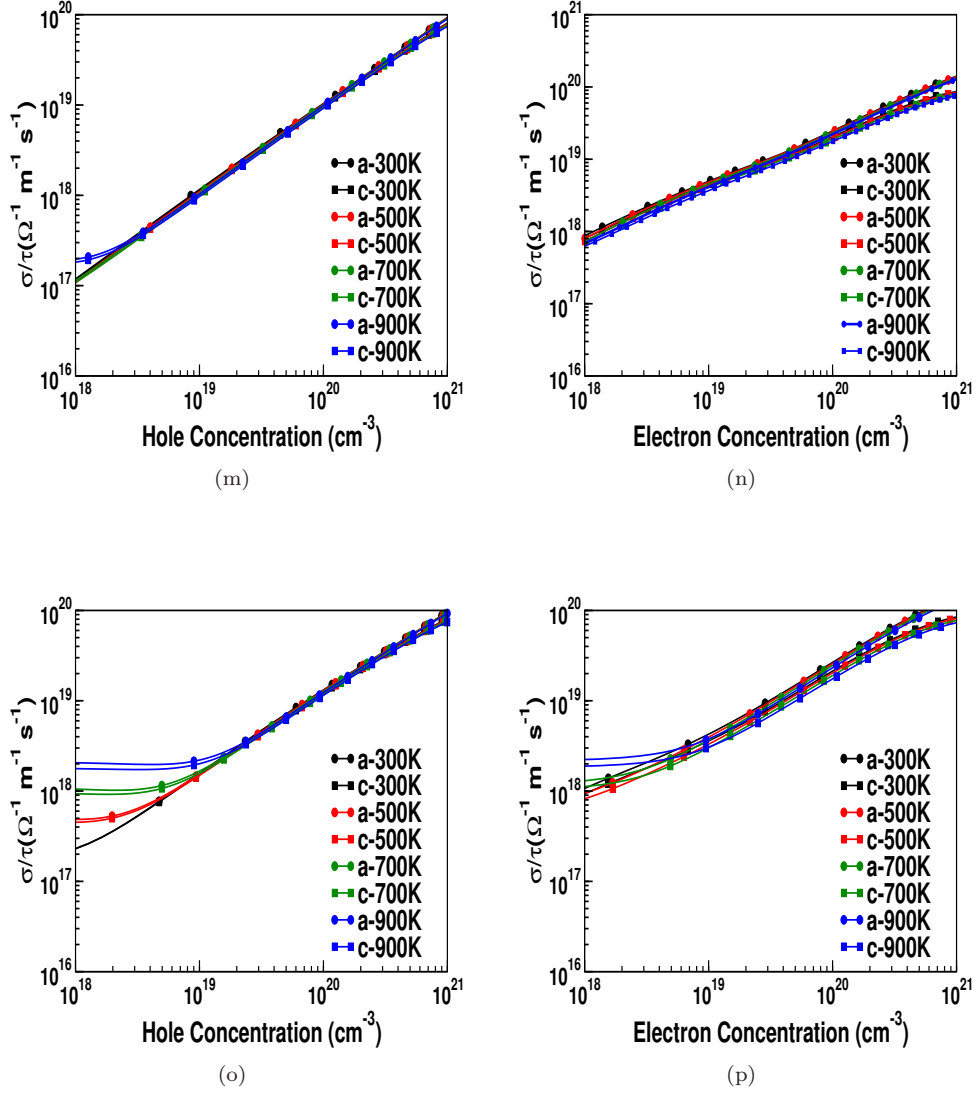 10^20
10^19
10^18
10^17
10^16
σ/τ(Ω^-1 m^-1 s^-1)
a-300K
c-300K
a-500K
c-500K
a-700K
c-700K
a-900K
c-900K
10^18 10^19 10^20 10^21
Hole Concentration (cm^-3)
(m)
10^21
10^20
10^19
10^18
10^17
10^16
σ/τ(Ω^-1 m^-1 s^-1)
a-300K
c-300K
a-500K
c-500K
a-700K
c-700K
a-900K
c-900K
10^18 10^19 10^20 10^21
Electron Concentration (cm^-3)
(n)
10^20
10^19
10^18
10^17
10^16
σ/τ(Ω^-1 m^-1 s^-1)
a-300K
c-300K
a-500K
c-500K
a-700K
c-700K
a-900K
c-900K
10^18 10^19 10^20 10^21
Hole Concentration (cm^-3)
(o)
10^20
10^19
10^18
10^17
10^16
σ/τ(Ω^-1 m^-1 s^-1)
a-300K
c-300K
a-500K
c-500K
a-700K
c-700K
a-900K
c-900K
10^18 10^19 10^20 10^21
Electron Concentration (cm^-3)
(p)